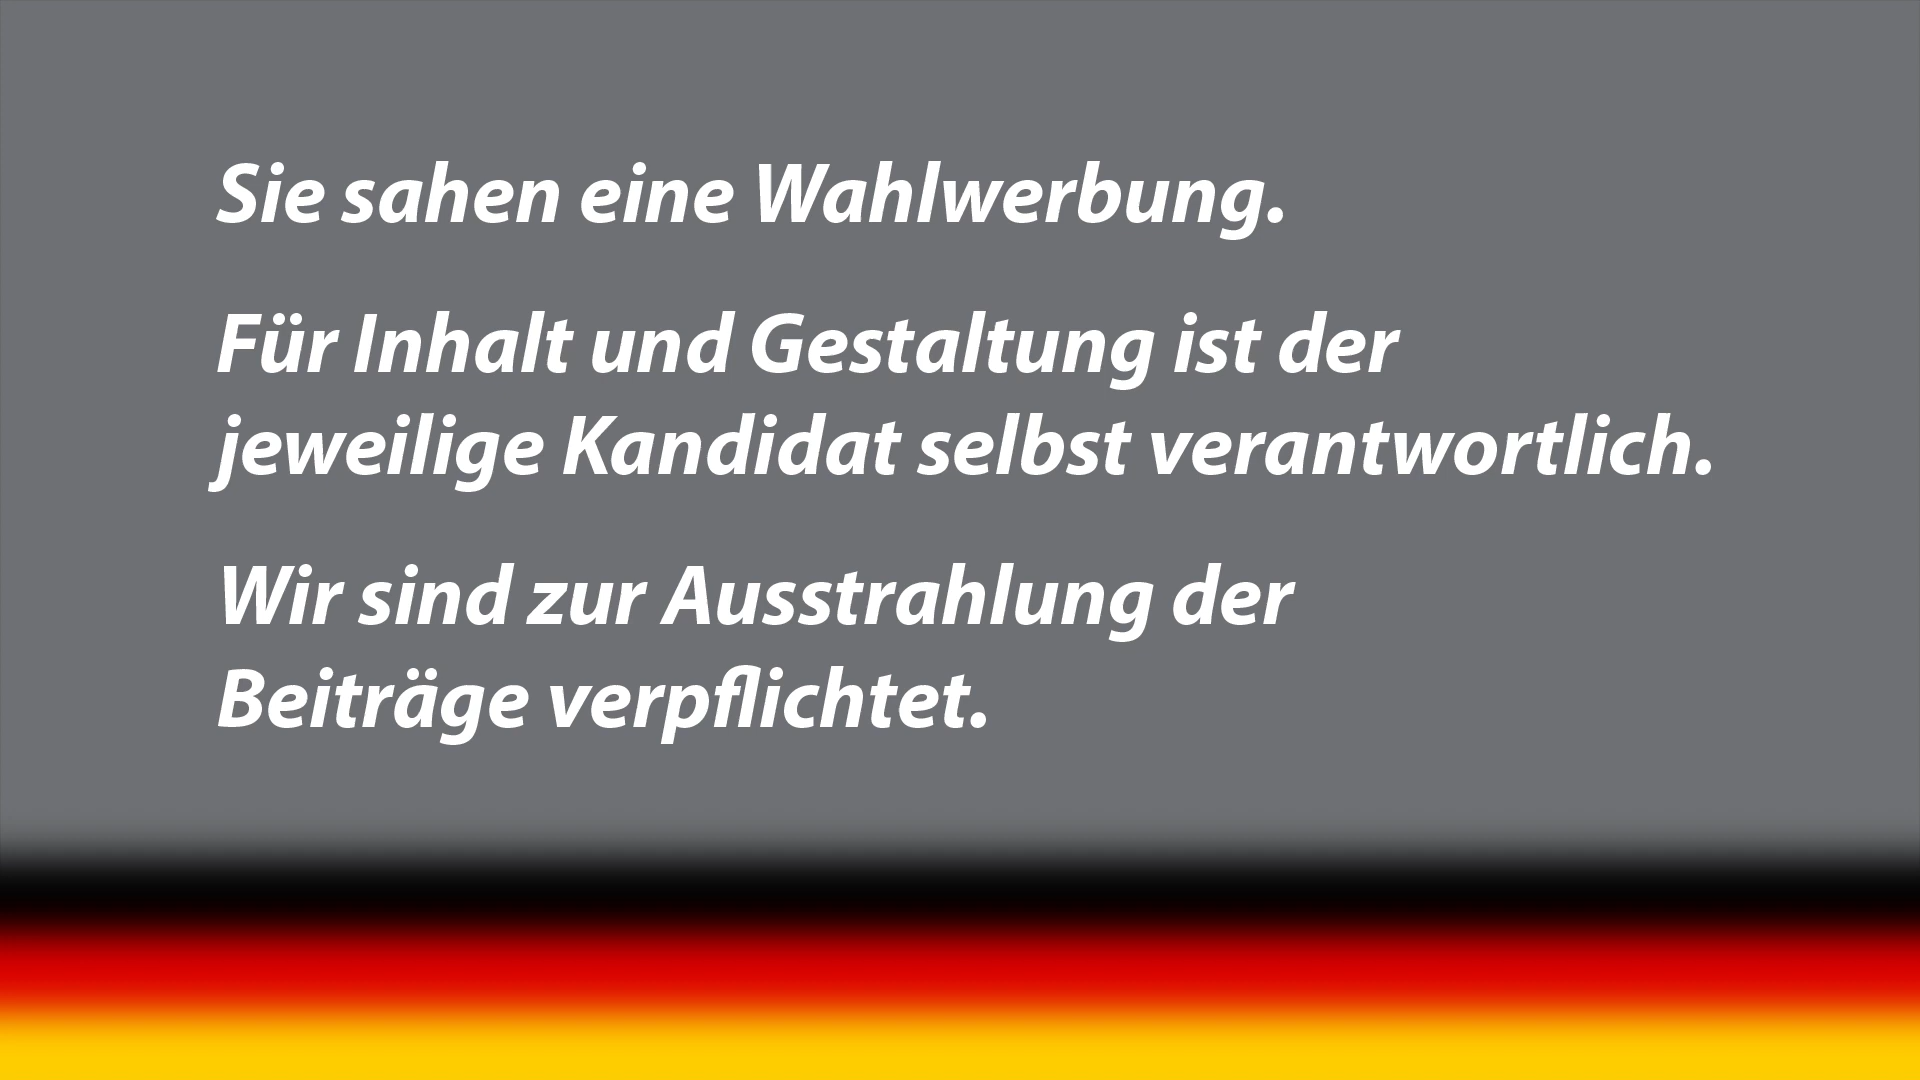 Sie sahen eine Wahlwerbung.
Für Inhalt und Gestaltung ist der
jeweilige Kandidat selbst verantwortlich.
Wir sind zur Ausstrahlung der
Beiträge verpflichtet.